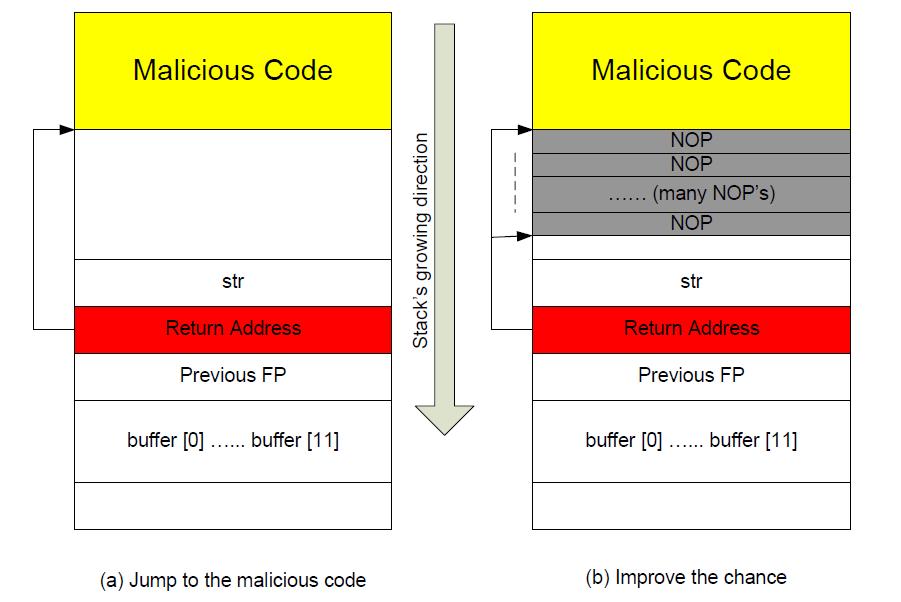 Malicious Code
str
Return Address
Previous FP
buffer [0] …... buffer [11]
(a) Jump to the malicious code
Stack's growing direction
Malicious Code
NOP
NOP
…... (many NOP's)
NOP
str
Return Address
Previous FP
buffer [0] …... buffer [11]
(b) Improve the chance